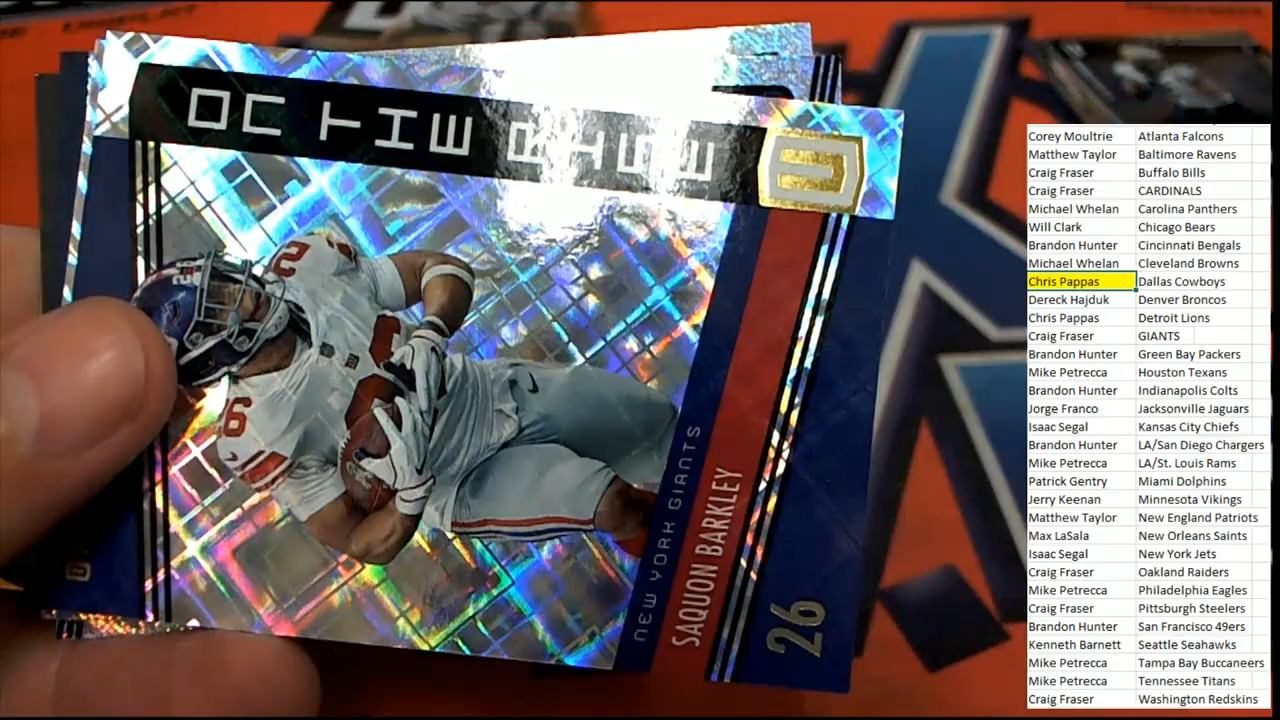 OC THE RHEE
NEW YORK GIANTS
SAQUON BARKLEY
26
26
2
U
Corey Moultrie Atlanta Falcons
Matthew Taylor Baltimore Ravens
Craig Fraser Buffalo Bills
Craig Fraser CARDINALS
Michael Whelan Carolina Panthers
Will Clark Chicago Bears
Brandon Hunter Cincinnati Bengals
Michael Whelan Cleveland Browns
Chris Pappas Dallas Cowboys
Dereck Hajduk Denver Broncos
Chris Pappas Detroit Lions
Craig Fraser GIANTS
Brandon Hunter Green Bay Packers
Mike Petrecca Houston Texans
Brandon Hunter Indianapolis Colts
Jorge Franco Jacksonville Jaguars
Isaac Segal Kansas City Chiefs
Brandon Hunter LA/San Diego Chargers
Mike Petrecca LA/St. Louis Rams
Patrick Gentry Miami Dolphins
Jerry Keenan Minnesota Vikings
Matthew Taylor New England Patriots
Max LaSala New Orleans Saints
Isaac Segal New York Jets
Craig Fraser Oakland Raiders
Mike Petrecca Philadelphia Eagles
Craig Fraser Pittsburgh Steelers
Brandon Hunter San Francisco 49ers
Kenneth Barnett Seattle Seahawks
Mike Petrecca Tampa Bay Buccaneers
Mike Petrecca Tennessee Titans
Craig Fraser Washington Redskins